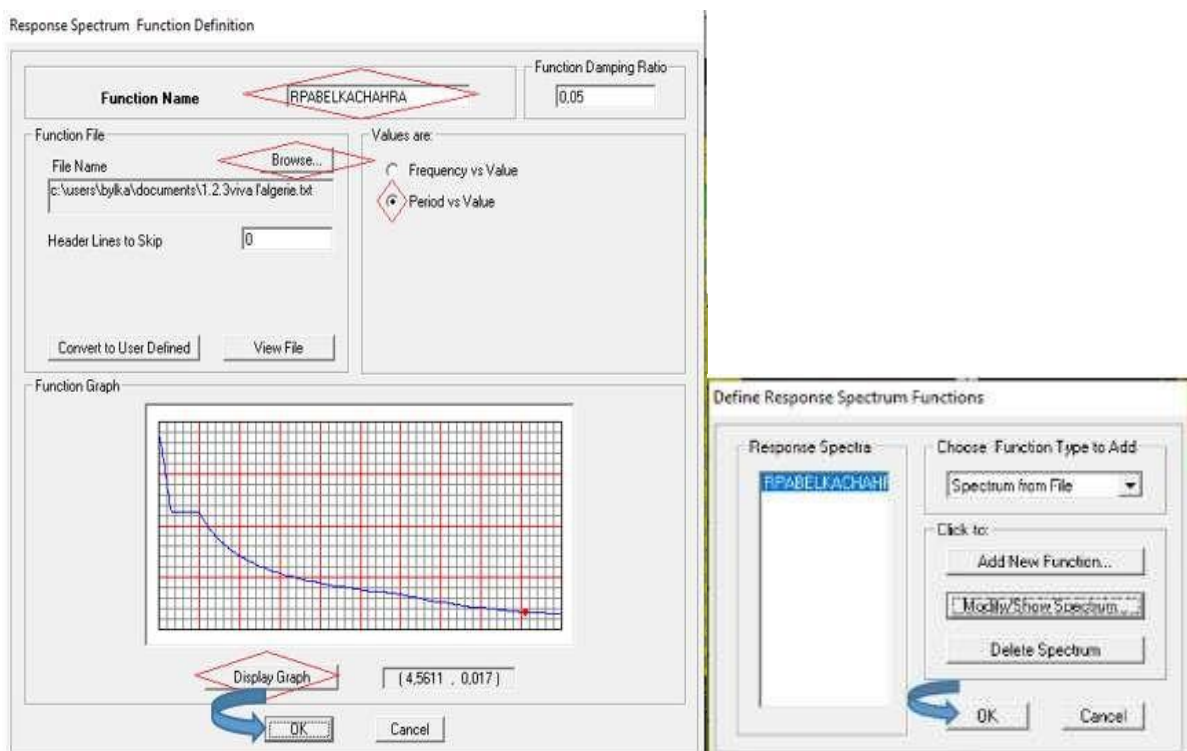 Response Spectrum Function Definition
Function Name
RPABELKACHAHRA
Function Damping Ratio
0,05
Function File
File Name
Browse...
c:\users\bylka\documents\1.2.3viva l'algerie.txt
Header Lines to Skip
0
Convert to User Defined
View File
Values are:
Frequency vs Value
Period vs Value
Function Graph
Display Graph
(4,5611 , 0,017)
OK
Cancel
Define Response Spectrum Functions
Response Spectra
RPABELKACHAHF
Choose Function Type to Add
Spectrum from File
Click to:
Add New Function...
Modify/Show Spectrum...
Delete Spectrum
OK
Cancel